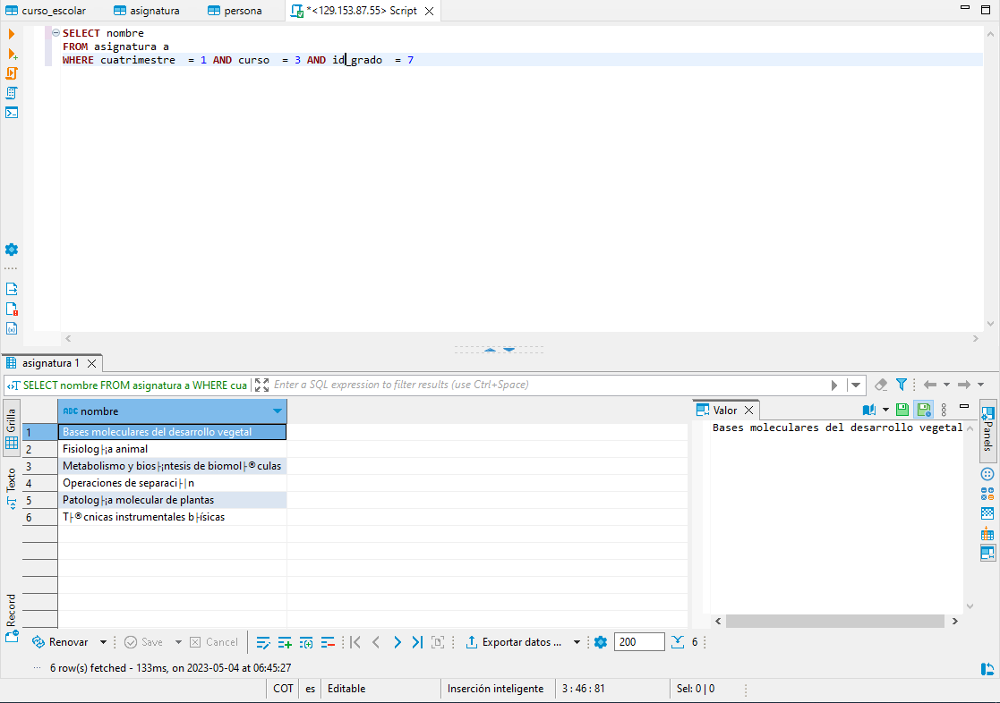 curso_escolar
asignatura
persona
*<129.153.87.55> Script
SELECT nombre
FROM asignatura a
WHERE cuatrimestre  = 1 AND curso  = 3 AND id_grado  = 7
asignatura 1
SELECT nombre FROM asignatura a WHERE cua
Enter a SQL expression to filter results (use Ctrl+Space)
Grilla
Texto
Record
ABC nombre
1 Bases moleculares del desarrollo vegetal
2 Fisiolog├¡a animal
3 Metabolismo y bios├¡ntesis de biomol├®culas
4 Operaciones de separaci├│n
5 Patolog├¡a molecular de plantas
6 T├®cnicas instrumentales b├ísicas
Valor
Bases moleculares del desarrollo vegetal
Panels
Renovar
Save
Cancel
Exportar datos ...
200
6
6 row(s) fetched - 133ms, on 2023-05-04 at 06:45:27
COT
es
Editable
Inserción inteligente
3 : 46 : 81
Sel: 0 | 0